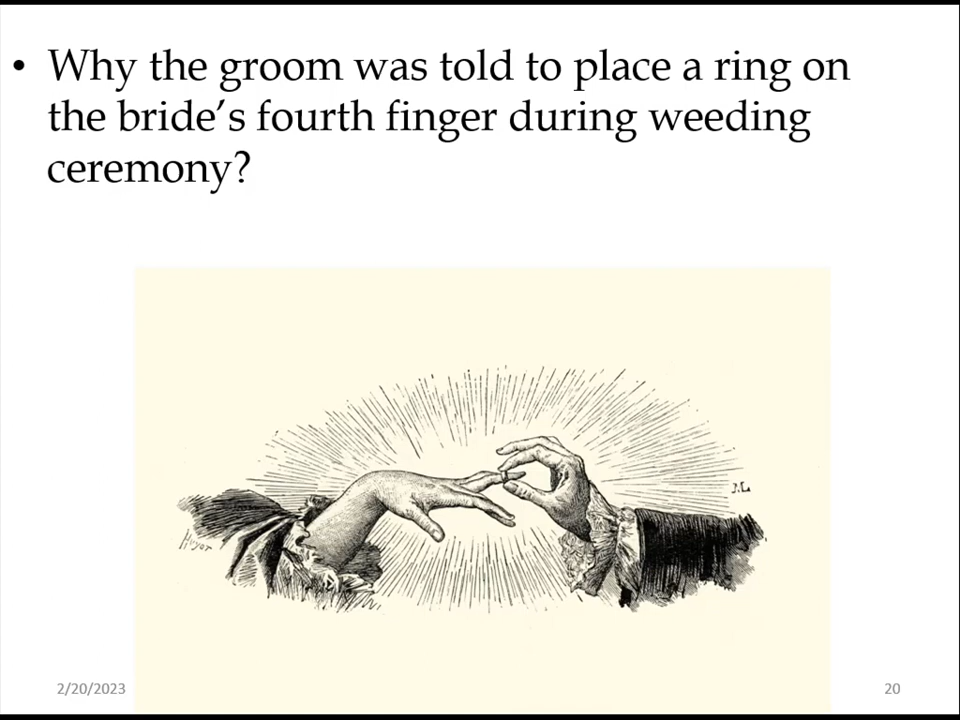 • Why the groom was told to place a ring on
the bride’s fourth finger during weeding
ceremony?
J.L
2/20/2023
20